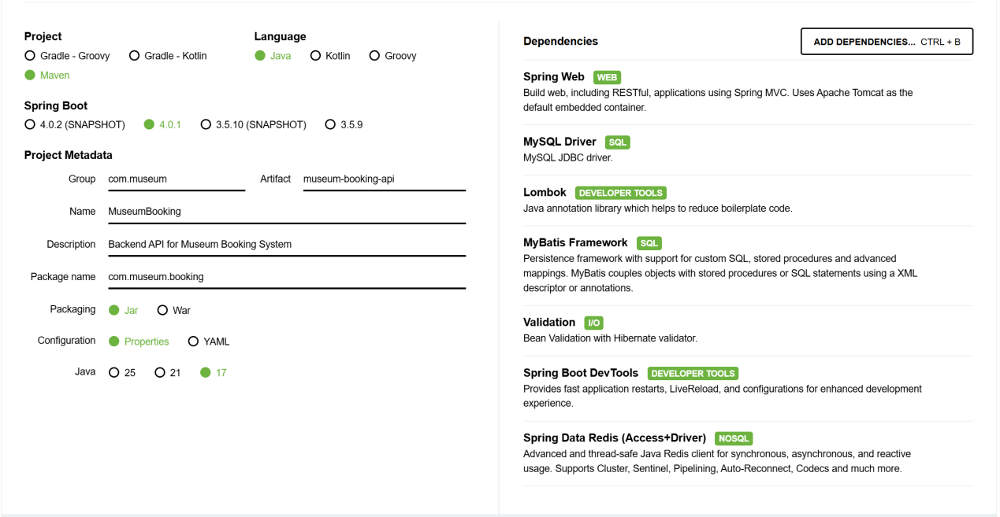 Project
Gradle - Groovy Gradle - Kotlin
Maven
Language
Java Kotlin Groovy
Spring Boot
4.0.2 (SNAPSHOT) 4.0.1 3.5.10 (SNAPSHOT) 3.5.9
Project Metadata
Group com.museum Artifact museum-booking-api
Name MuseumBooking
Description Backend API for Museum Booking System
Package name com.museum.booking
Packaging Jar War
Configuration Properties YAML
Java 25 21 17
Dependencies ADD DEPENDENCIES... CTRL + B
Spring Web WEB
Build web, including RESTful, applications using Spring MVC. Uses Apache Tomcat as the
default embedded container.
MySQL Driver SQL
MySQL JDBC driver.
Lombok DEVELOPER TOOLS
Java annotation library which helps to reduce boilerplate code.
MyBatis Framework SQL
Persistence framework with support for custom SQL, stored procedures and advanced
mappings. MyBatis couples objects with stored procedures or SQL statements using a XML
descriptor or annotations.
Validation I/O
Bean Validation with Hibernate validator.
Spring Boot DevTools DEVELOPER TOOLS
Provides fast application restarts, LiveReload, and configurations for enhanced development
experience.
Spring Data Redis (Access+Driver) NOSQL
Advanced and thread-safe Java Redis client for synchronous, asynchronous, and reactive
usage. Supports Cluster, Sentinel, Pipelining, Auto-Reconnect, Codecs and much more.